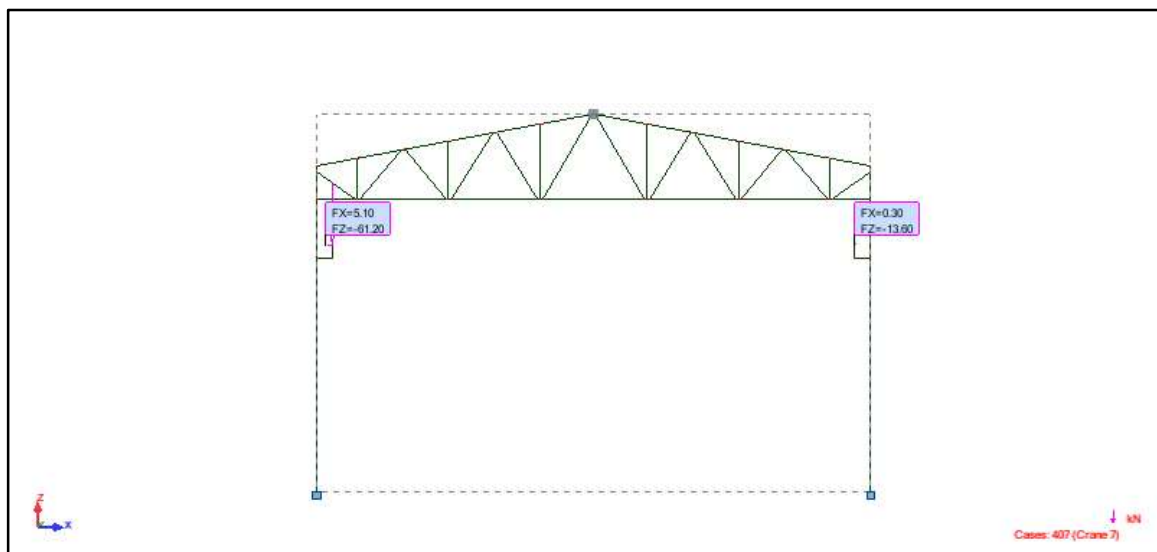 FX=5.10
FZ=-61.20
FX=0.30
FZ=-13.60
Z
X
kN
Cases: 407 (Crane 7)